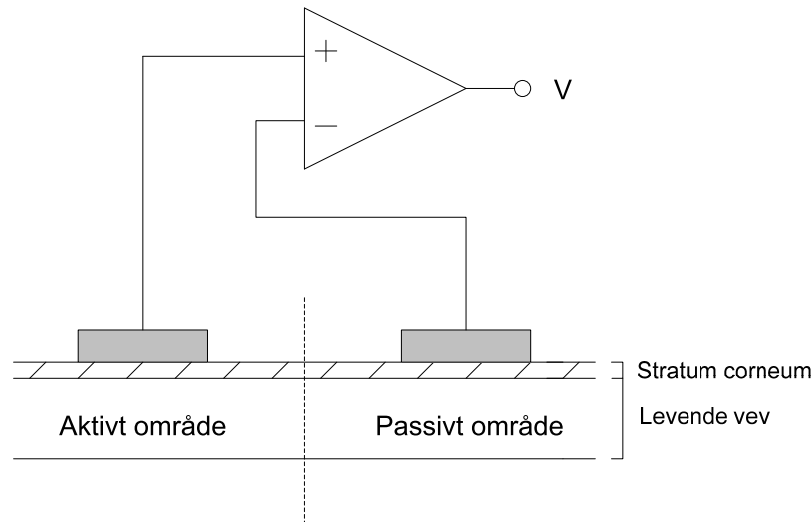 +
V
—
Stratum corneum
Levende vev
Aktivt område
Passivt område